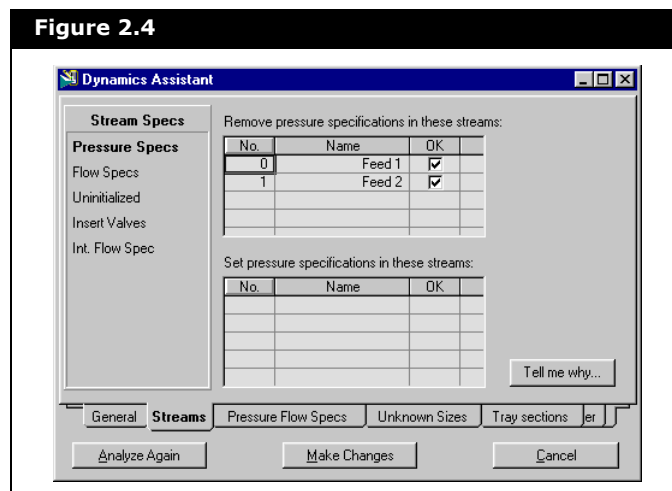 Figure 2.4
Dynamics Assistant
Stream Specs
Pressure Specs
Flow Specs
Uninitialized
Insert Valves
Int. Flow Spec
Remove pressure specifications in these streams:
No. Name OK
0 Feed 1
1 Feed 2
Set pressure specifications in these streams:
No. Name OK
Tell me why...
General Streams Pressure Flow Specs Unknown Sizes Tray sections er
Analyze Again Make Changes Cancel